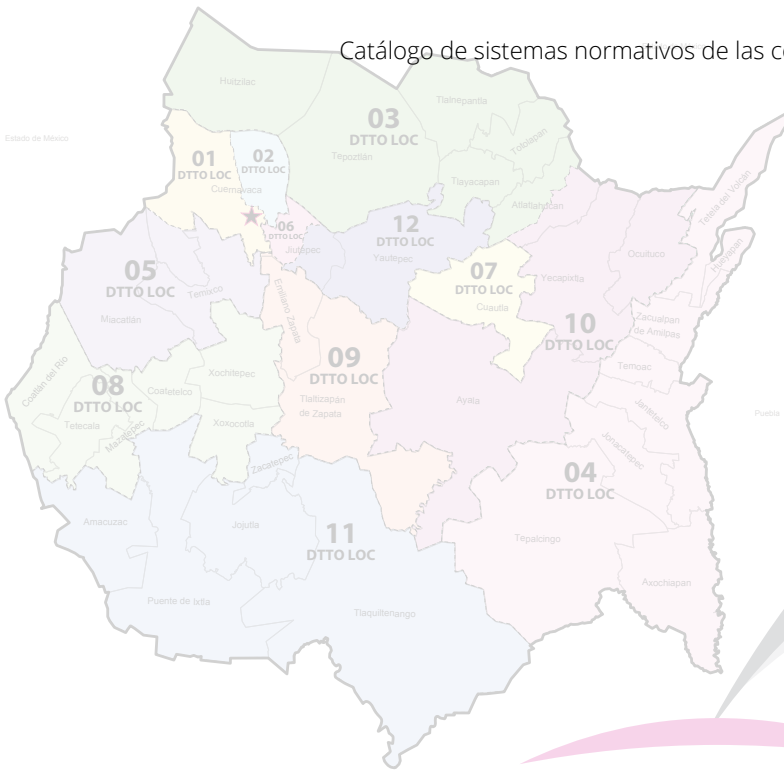 Catálogo de sistemas normativos de las c
Huitzilac
Tlalnepantla
Estado de México
03
DTTO LOC
Tepoztlán
Totolapan
01
DTTO LOC
02
DTTO LOC
Cuernavaca
Tlayacapan
Atlatlahucan
Tetela del Volcán
06
DTTO LOC
Jiutepec
12
DTTO LOC
Yautepec
Ocuituco
Hueyapan
05
DTTO LOC
Temixco
Miacatlán
Emiliano Zapata
07
DTTO LOC
Cuautla
Yecapixtla
10
DTTO LOC
Zacualpan
de Amilpas
Temoac
Coatlán del Río
08
DTTO LOC
Xochitepec
Coatetelco
Tetecala
Mazatepec
Xoxocotla
09
DTTO LOC
Tlaltizapán
de Zapata
Ayala
Jantetelco
Jonacatepec
Puebla
Zacatepec
04
DTTO LOC
Amacuzac
Jojutla
11
DTTO LOC
Tepalcingo
Axochiapan
Puente de Ixtla
Tlaquiltenango